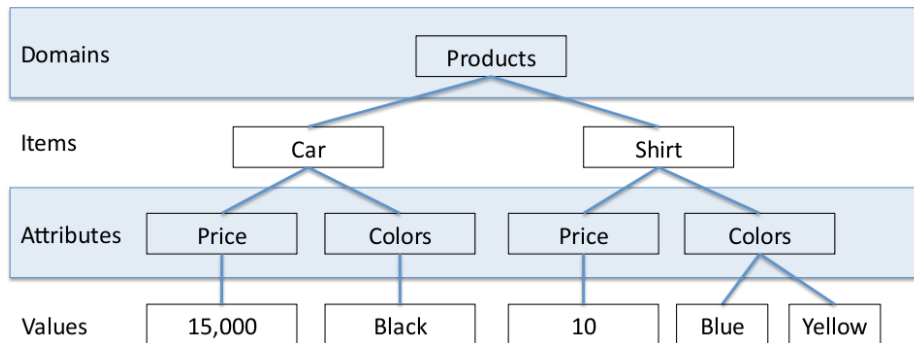 Domains
Products
Items
Car
Shirt
Attributes
Price
Colors
Price
Colors
Values
15,000
Black
10
Blue
Yellow